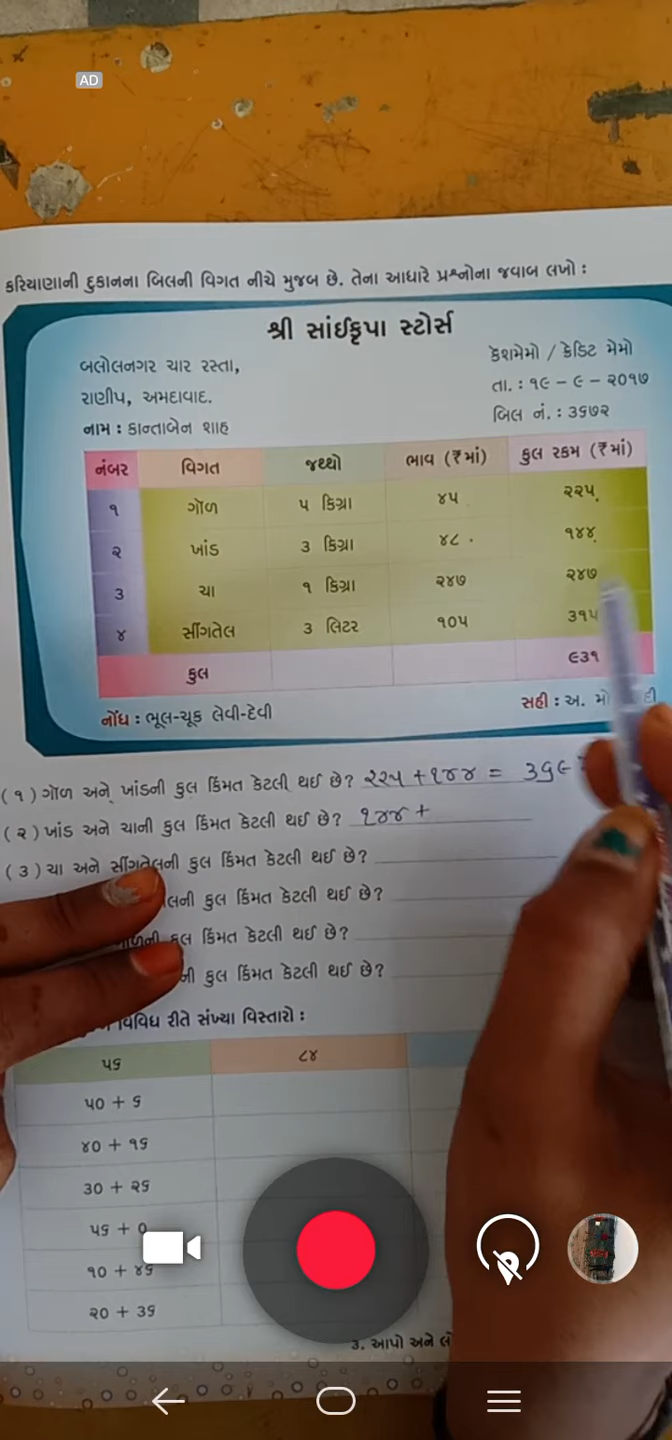 AD
કરિયાણાની દુકાનના બિલની વિગત નીચે મુજબ છે. તેના આધારે પ્રશ્નોના જવાબ લખો :
શ્રી સાંઈકૃપા સ્ટોર્સ
બલોલનગર ચાર રસ્તા,
રાણીપ, અમદાવાદ.
નામ : કાન્તાબેન શાહ
કેશમેમો / ક્રેડિટ મેમો
તા. : ૧૯ - ૯ - ૨૦૧૭
બિલ નં. : ૩૬૭૨
નંબર વિગત જથ્થો ભાવ (₹માં) કુલ રકમ (₹માં)
૧ ગૉળ ૫ કિગ્રા ૪૫ ૨૨૫
૨ ખાંડ ૩ કિગ્રા ૪૮ ૧૪૪
૩ ચા ૧ કિગ્રા ૨૪૭ ૨૪૭
૪ સીંગતેલ ૩ લિટર ૧૦૫ ૩૧૫
કુલ ૯૩૧
નોંધ : ભૂલ-ચૂક લેવી-દેવી
સહી : અ. મો
(૧) ગૉળ અને ખાંડની કુલ કિંમત કેટલી થઈ છે? ૨૨૫ + ૧૪૪ = ૩૬૯
(૨) ખાંડ અને ચાની કુલ કિંમત કેટલી થઈ છે? ૧૪૪ +
(૩) ચા અને સીંગતેલની કુલ કિંમત કેટલી થઈ છે?
લની કુલ કિંમત કેટલી થઈ છે?
કુલ કિંમત કેટલી થઈ છે?
ની કુલ કિંમત કેટલી થઈ છે?
વિવિધ રીતે સંખ્યા વિસ્તારો :
૫૬ ૮૪
૫૦ + ૬
૪૦ + ૧૬
૩૦ + ૨૬
૫૬ + ૦
૧૦ + ૪૬
૨૦ + ૩૬
૩. આપો અને લે